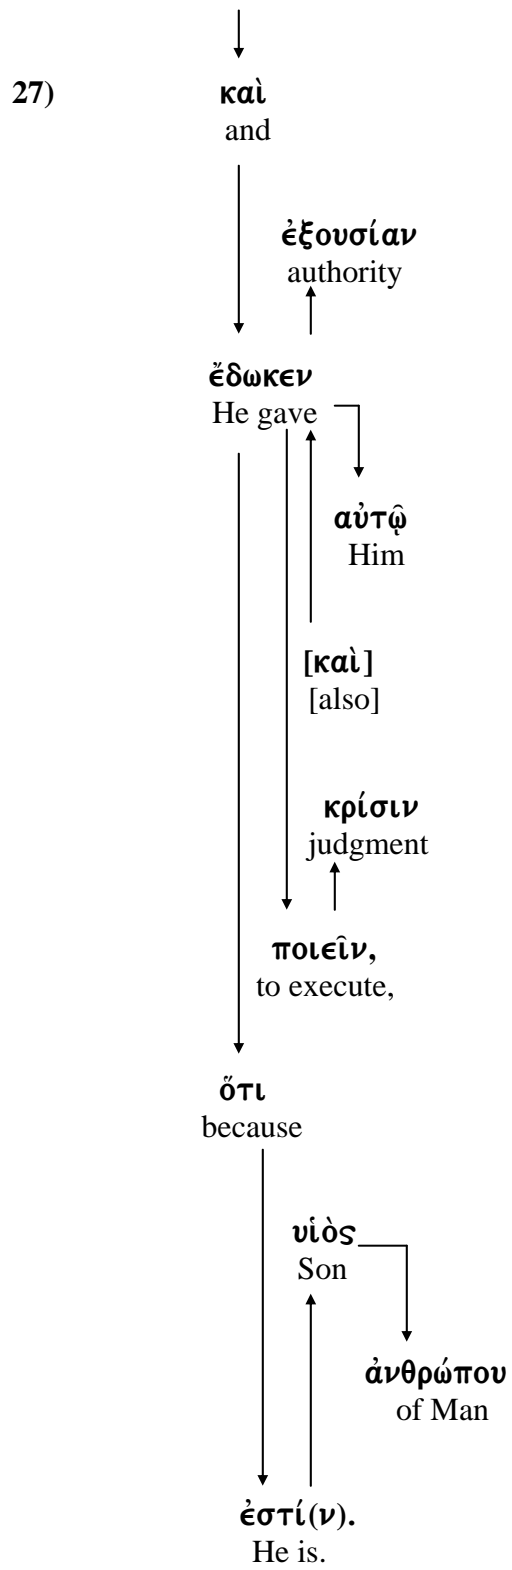 27) καὶ
and
ἐξουσίαν
authority
ἔδωκεν
He gave
αὐτῷ
Him
[καὶ]
[also]
κρίσιν
judgment
ποιεῖν,
to execute,
ὅτι
because
υἱὸς
Son
ἀνθρώπου
of Man
ἐστί(ν).
He is.